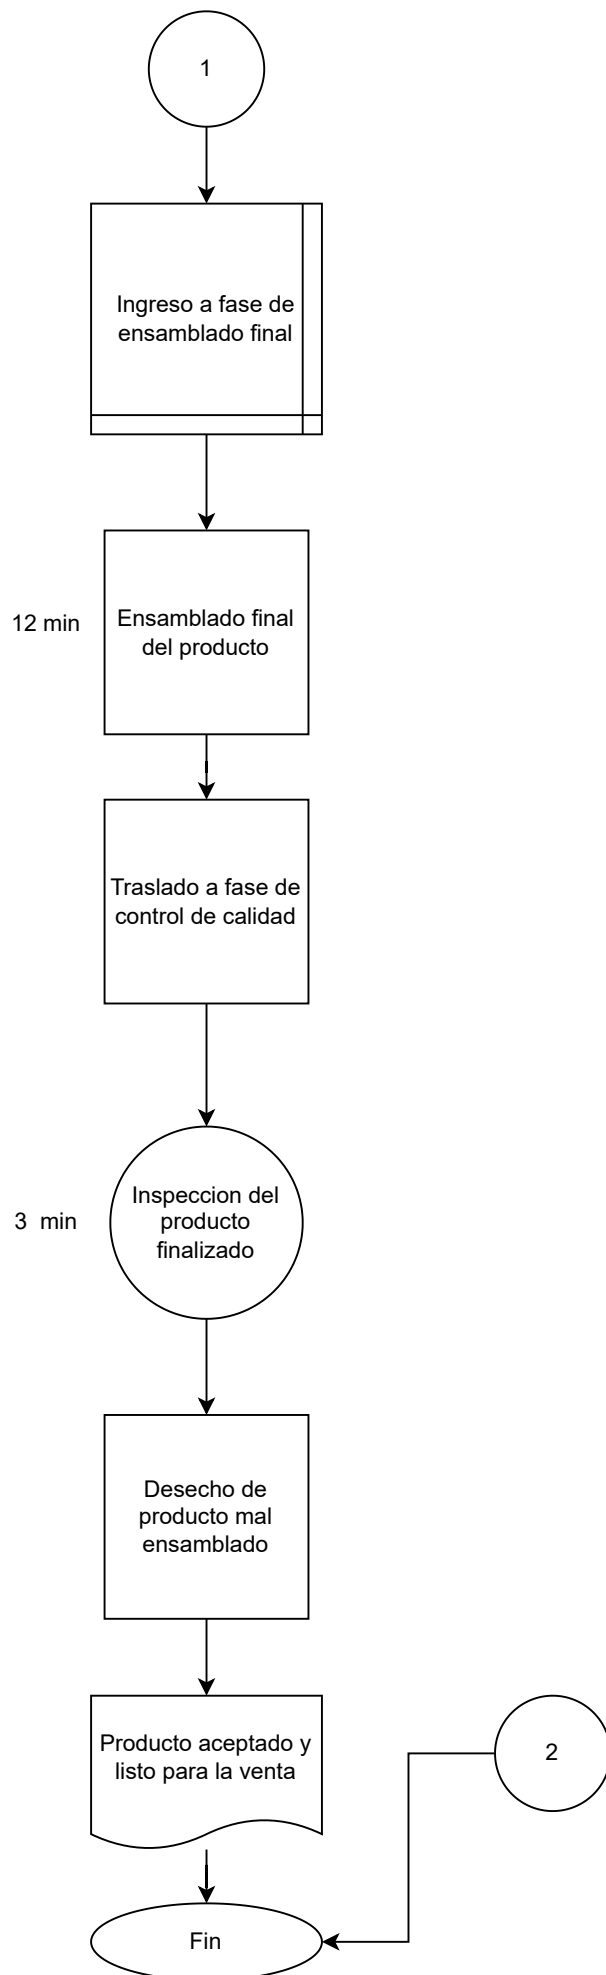 1
Ingreso a fase de
ensamblado final
12 min
Ensamblado final
del producto
Traslado a fase de
control de calidad
3 min
Inspeccion del
producto
finalizado
Desecho de
producto mal
ensamblado
Producto aceptado y
listo para la venta
2
Fin